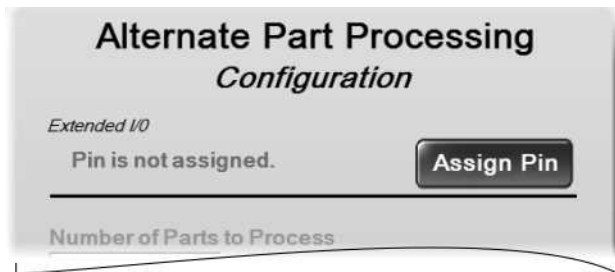 Alternate Part Processing
Configuration
Extended I/0
Pin is not assigned.
Assign Pin
Number of Parts to Process